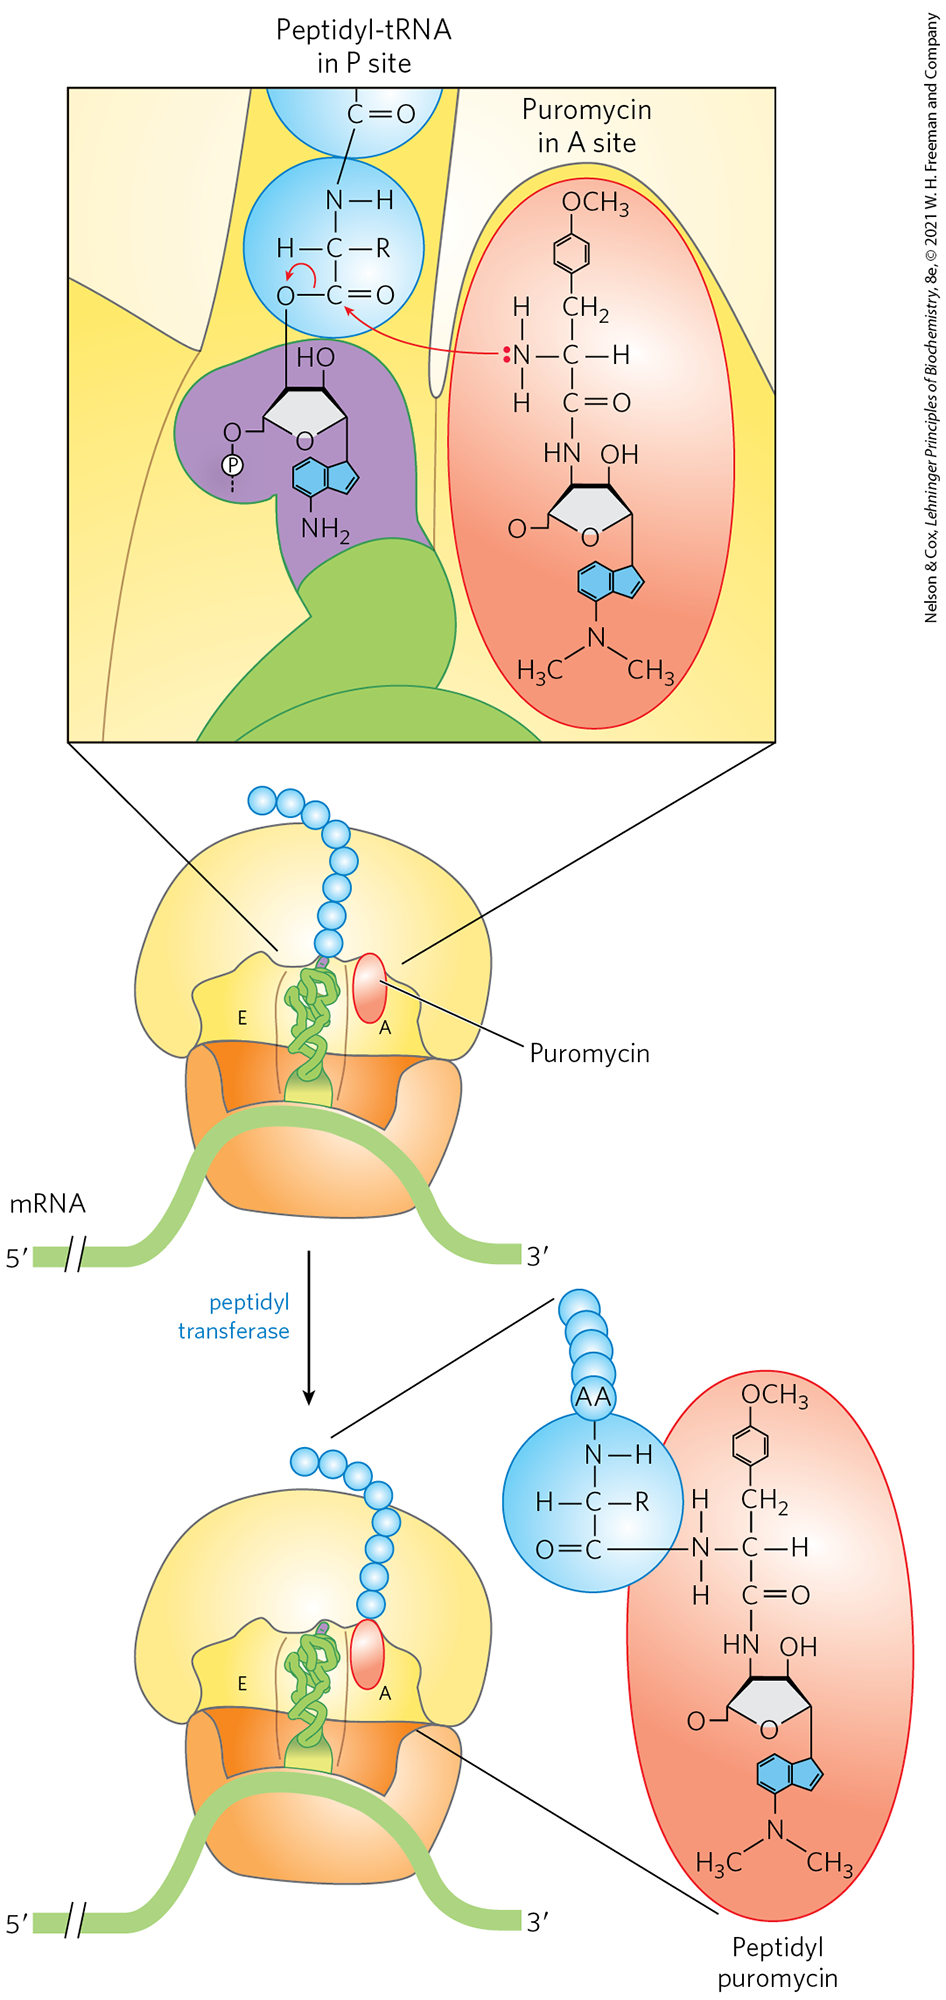 Peptidyl-tRNA
in P site
Puromycin
in A site
C=O
N—H
H—C—R
O—C=O
HO
O
O
P
NH₂
OCH₃
CH₂
H
:N—C—H
H
C=O
HN OH
O
O
N
H₃C CH₃
E
A
Puromycin
mRNA
5′
3′
peptidyl
transferase
AA
N—H
H—C—R
O=C
OCH₃
H
CH₂
N—C—H
H
C=O
HN OH
O
O
N
H₃C CH₃
E
A
5′
3′
Peptidyl
puromycin
Nelson & Cox, Lehninger Principles of Biochemistry, 8e, © 2021 W. H. Freeman and Company